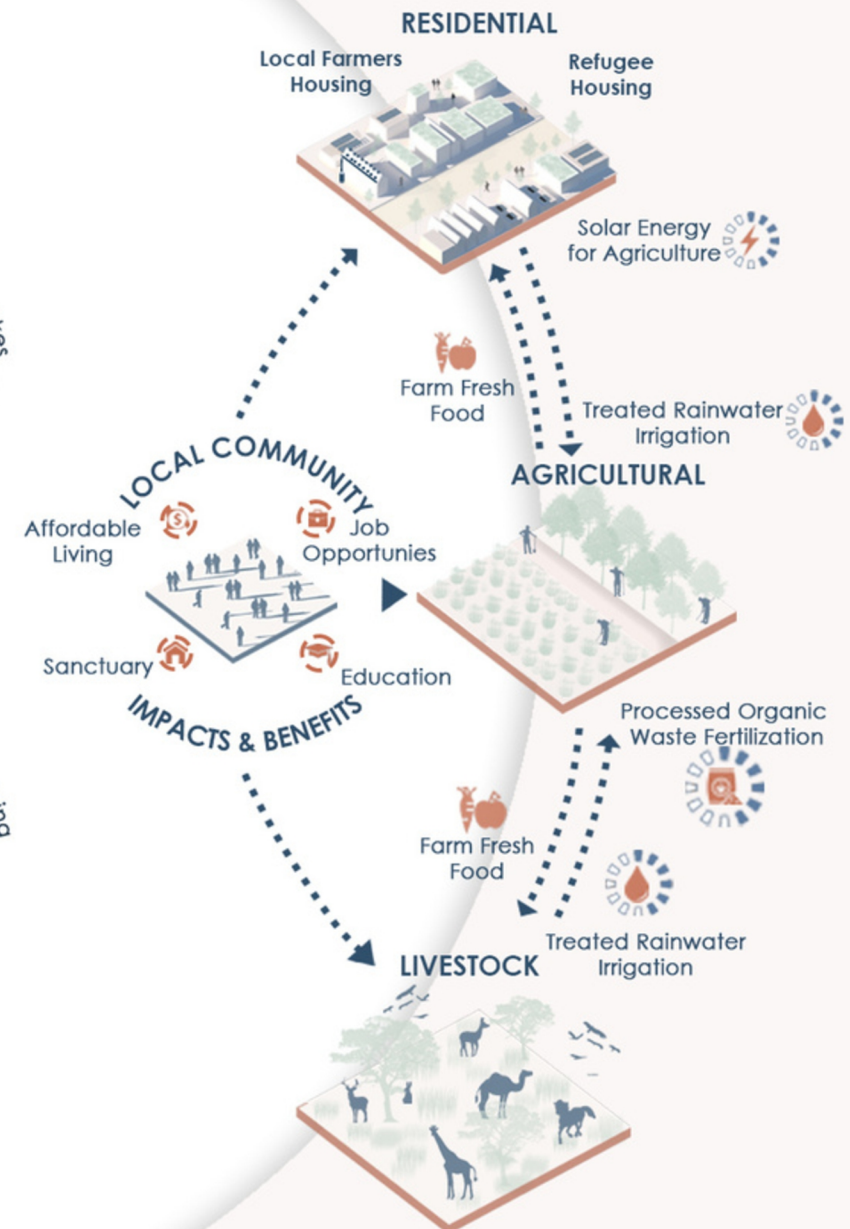 RESIDENTIAL
Local Farmers
Housing
Refugee
Housing
Solar Energy
for Agriculture
Farm Fresh
Food
Treated Rainwater
Irrigation
LOCAL COMMUNITY
Affordable
Living
Job
Opportunies
Sanctuary
Education
IMPACTS & BENEFITS
AGRICULTURAL
Processed Organic
Waste Fertilization
Farm Fresh
Food
Treated Rainwater
Irrigation
LIVESTOCK